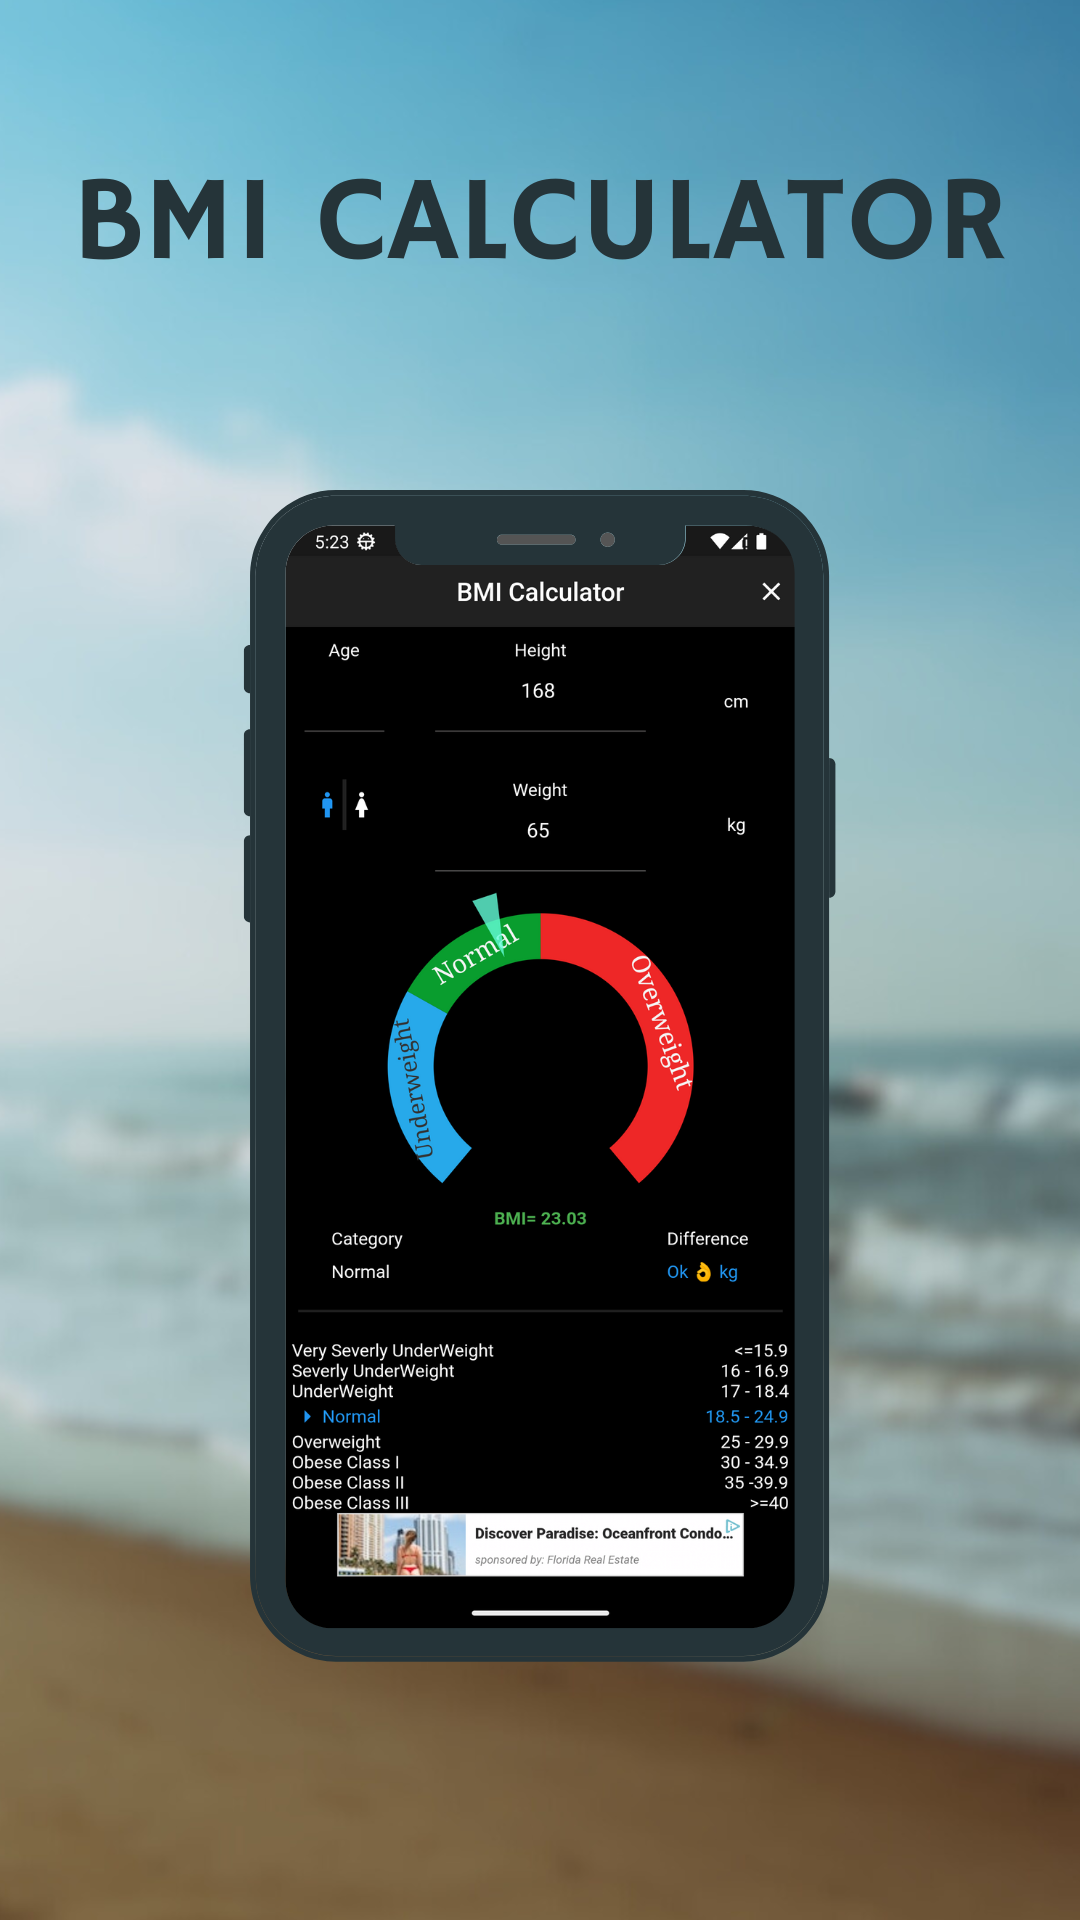 BMI CALCULATOR
5:23
BMI Calculator
Age Height
168
cm
Weight
65
kg
Underweight
Normal
Overweight
BMI= 23.03
Category Difference
Normal Ok 👌 kg
Very Severly UnderWeight <=15.9
Severly UnderWeight 16 - 16.9
UnderWeight 17 - 18.4
Normal 18.5 - 24.9
Overweight 25 - 29.9
Obese Class I 30 - 34.9
Obese Class II 35 -39.9
Obese Class III >=40
Discover Paradise: Oceanfront Condo...
sponsored by: Florida Real Estate